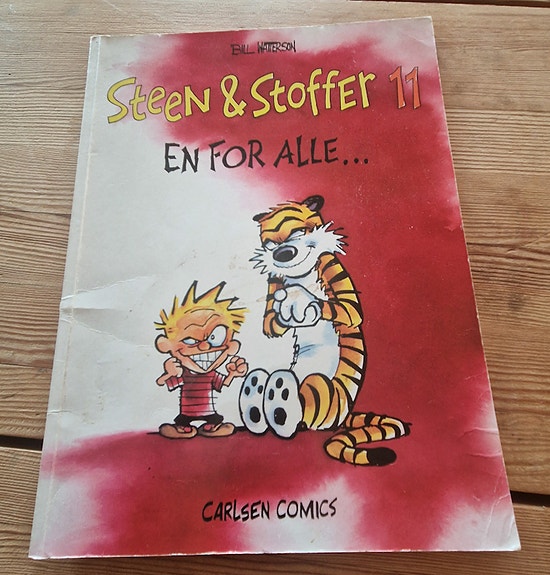 BILL WATTERSON
Steen & Stoffer 11
EN FOR ALLE...
CARLSEN COMICS